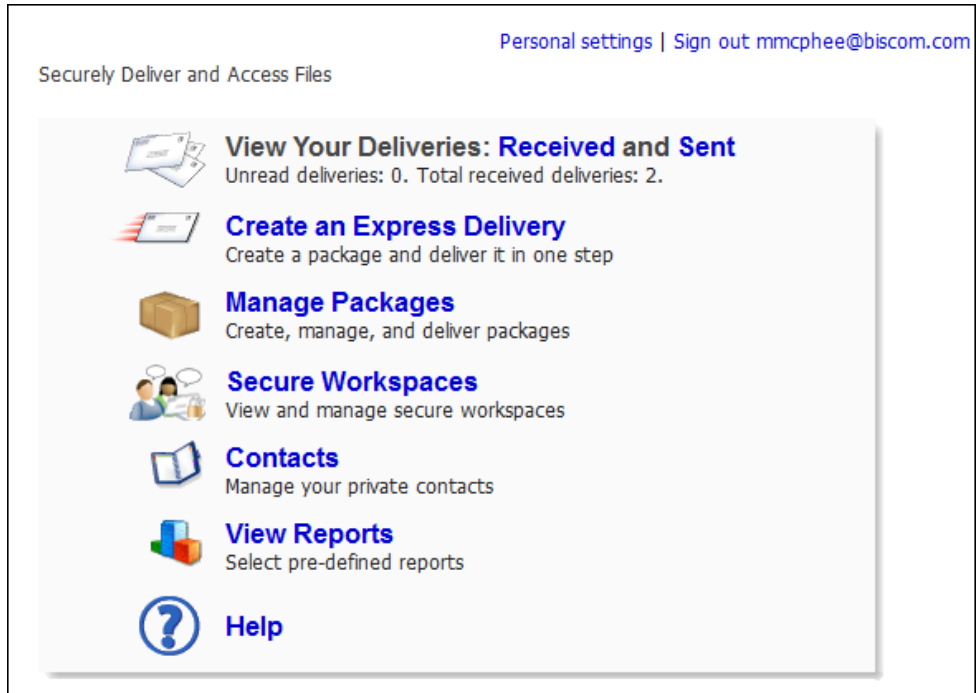 Personal settings | Sign out mmcphee@biscom.com
Securely Deliver and Access Files
View Your Deliveries: Received and Sent
Unread deliveries: 0. Total received deliveries: 2.
Create an Express Delivery
Create a package and deliver it in one step
Manage Packages
Create, manage, and deliver packages
Secure Workspaces
View and manage secure workspaces
Contacts
Manage your private contacts
View Reports
Select pre-defined reports
Help